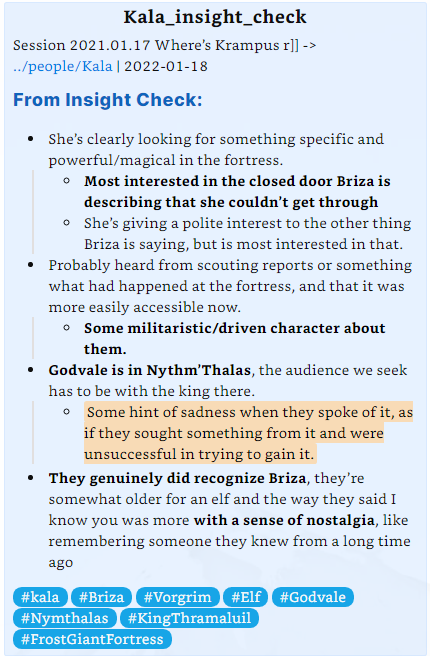 Kala_insight_check
Session 2021.01.17 Where's Krampus r]] ->
../people/Kala | 2022-01-18
From Insight Check:
She's clearly looking for something specific and
powerful/magical in the fortress.
Most interested in the closed door Briza is
describing that she couldn't get through
She's giving a polite interest to the other thing
Briza is saying, but is most interested in that.
Probably heard from scouting reports or something
what had happened at the fortress, and that it was
more easily accessible now.
Some militaristic/driven character about
them.
Godvale is in Nythm'Thalas, the audience we seek
has to be with the king there.
Some hint of sadness when they spoke of it, as
if they sought something from it and were
unsuccessful in trying to gain it.
They genuinely did recognize Briza, they're
somewhat older for an elf and the way they said I
know you was more with a sense of nostalgia, like
remembering someone they knew from a long time
ago
#kala #Briza #Vorgrim #Elf #Godvale
#Nymthalas #KingThramaluil
#FrostGiantFortress